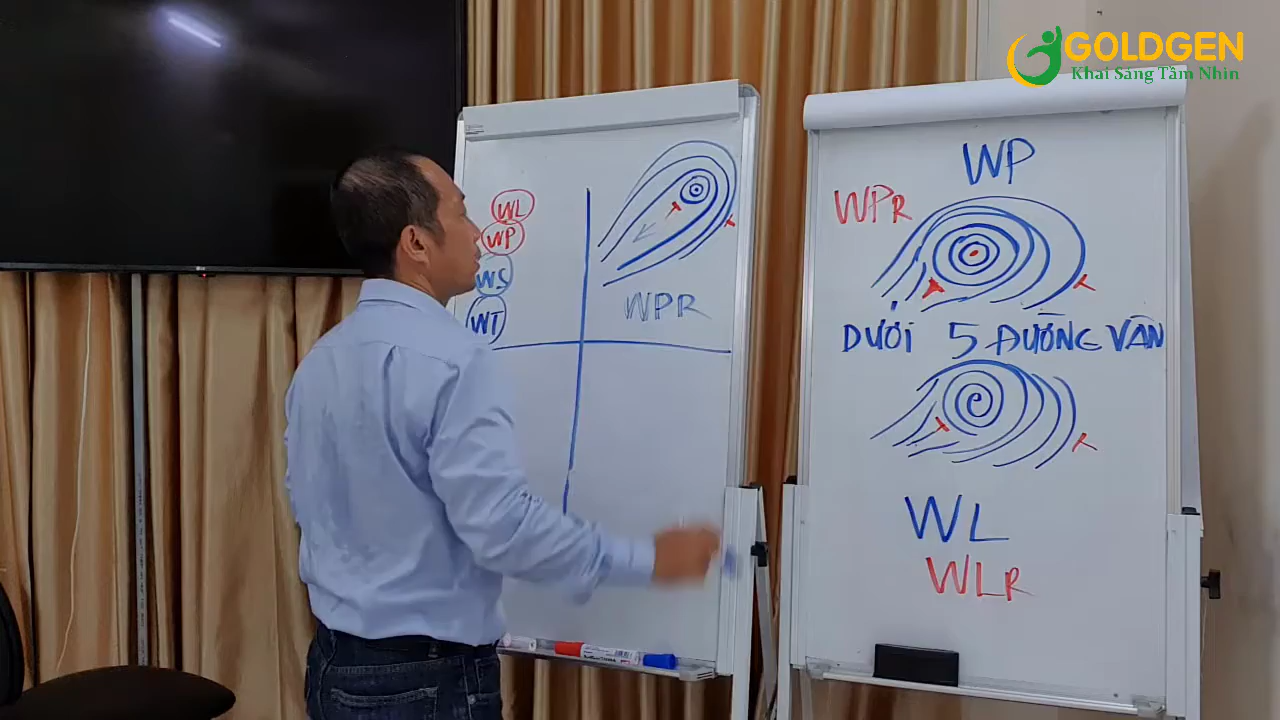 GOLDGEN
Khai Sáng Tầm Nhìn
WL
WP
WS
WT
WPR
WP
WPR
DƯỚI 5 ĐƯỜNG VÂN
WL
WLR